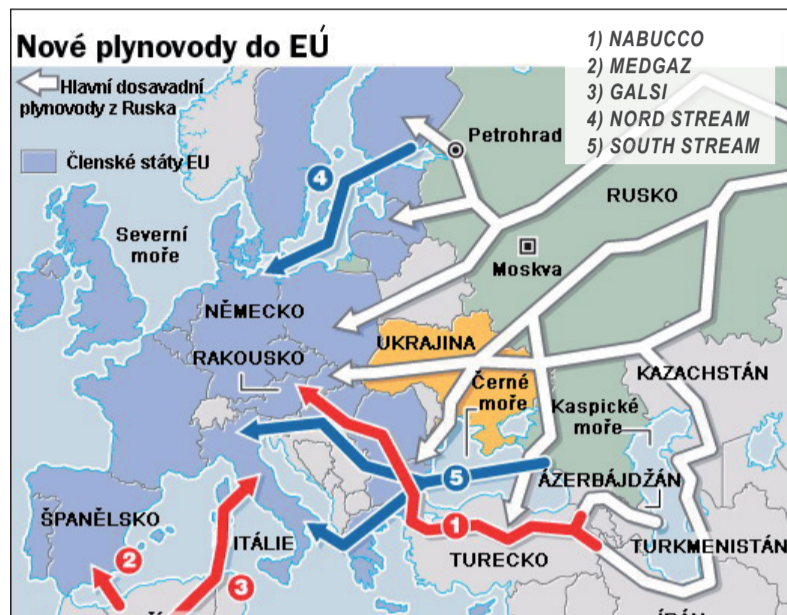 Nové plynovody do EÚ
1) NABUCCO
2) MEDGAZ
3) GALSI
4) NORD STREAM
5) SOUTH STREAM
Hlavní dosavadní
plynovody z Ruska
Členské státy EU
Petrohrad
4
RUSKO
Severní
moře
Moskva
NĚMECKO
UKRAJINA
RAKOUSKO
Černé
moře
KAZACHSTÁN
Kaspické
moře
5
ÁZERBÁJDŽÁN
ŠPANĚLSKO
ITÁLIE
1
TURECKO
TURKMENISTÁN
2
3